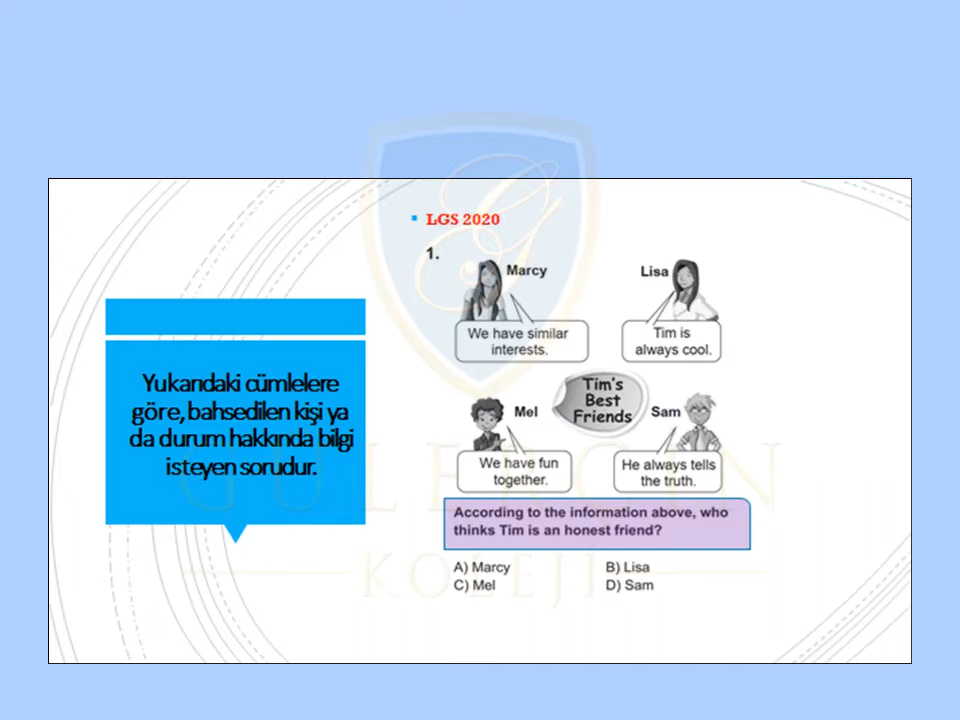 LGS 2020
1.
Marcy
Lisa
We have similar
interests.
Tim is
always cool.
Tim's
Best
Friends
Mel
Sam
We have fun
together.
He always tells
the truth.
According to the information above, who
thinks Tim is an honest friend?
A) Marcy
B) Lisa
C) Mel
D) Sam
Yukarıdaki cümlelere
göre, bahsedilen kişi ya
da durum hakkında bilgi
isteyen sorudur.
KOLEJİ